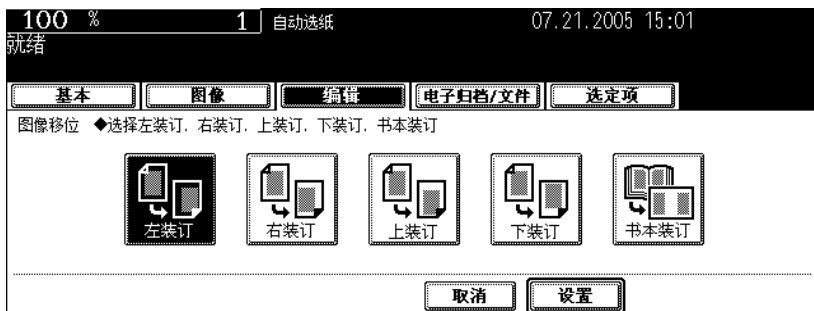 100 % 1 自动选纸 07.21.2005 15:01
就绪
基本 图像 编辑 电子归档/文件 选定项
图像移位 ◆选择左装订, 右装订, 上装订, 下装订, 书本装订
左装订 右装订 上装订 下装订 书本装订
取消 设置